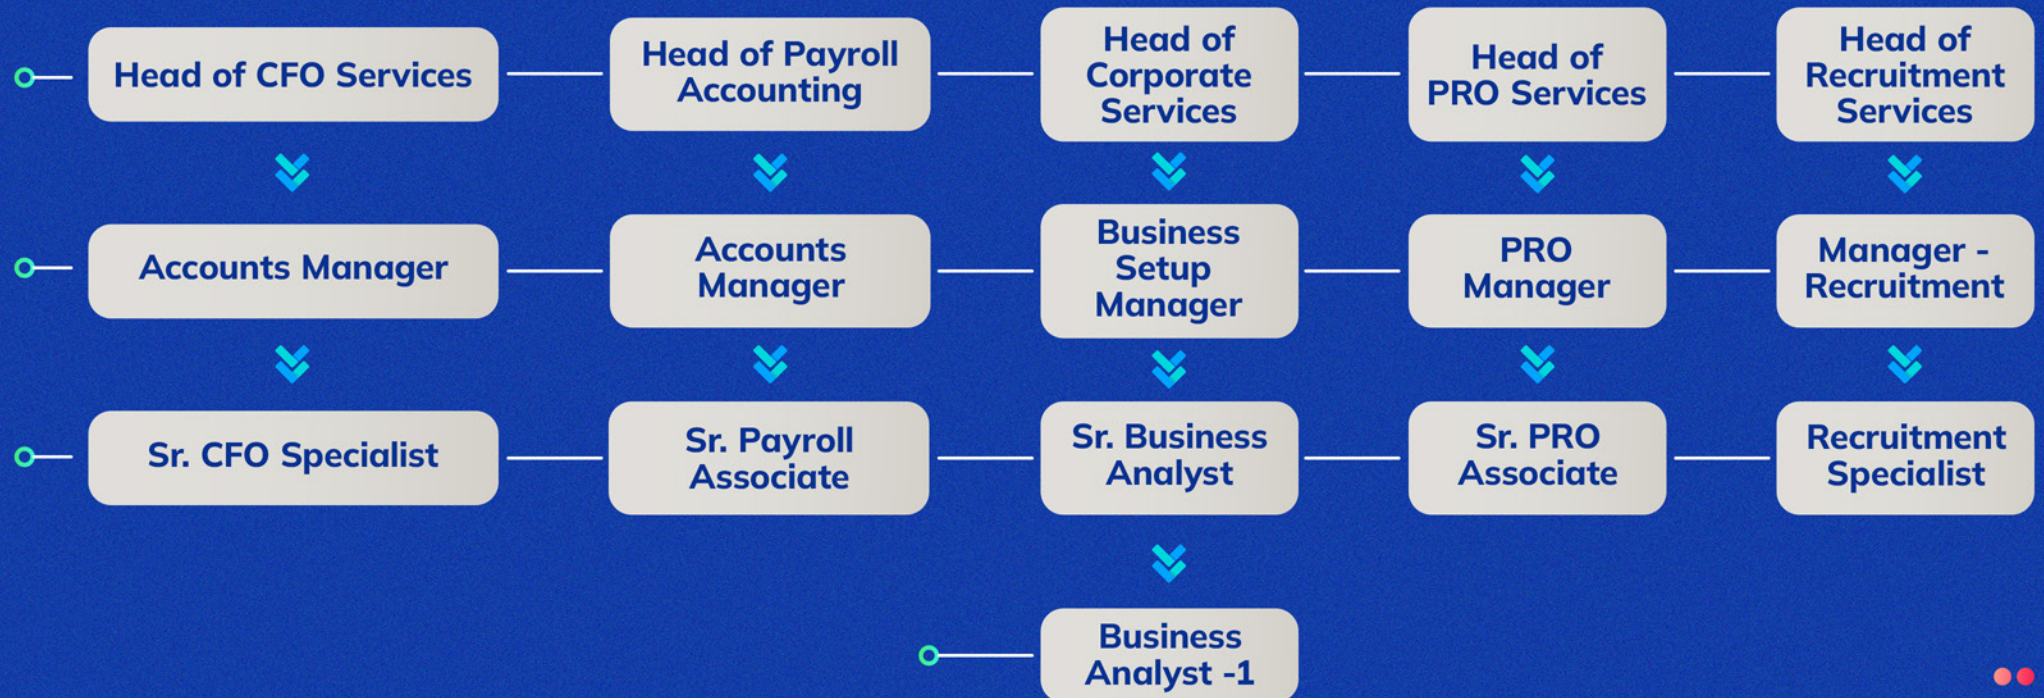 Head of CFO Services
Head of Payroll
Accounting
Head of
Corporate
Services
Head of
PRO Services
Head of
Recruitment
Services
Accounts Manager
Accounts
Manager
Business
Setup
Manager
PRO
Manager
Manager -
Recruitment
Sr. CFO Specialist
Sr. Payroll
Associate
Sr. Business
Analyst
Sr. PRO
Associate
Recruitment
Specialist
Business
Analyst -1